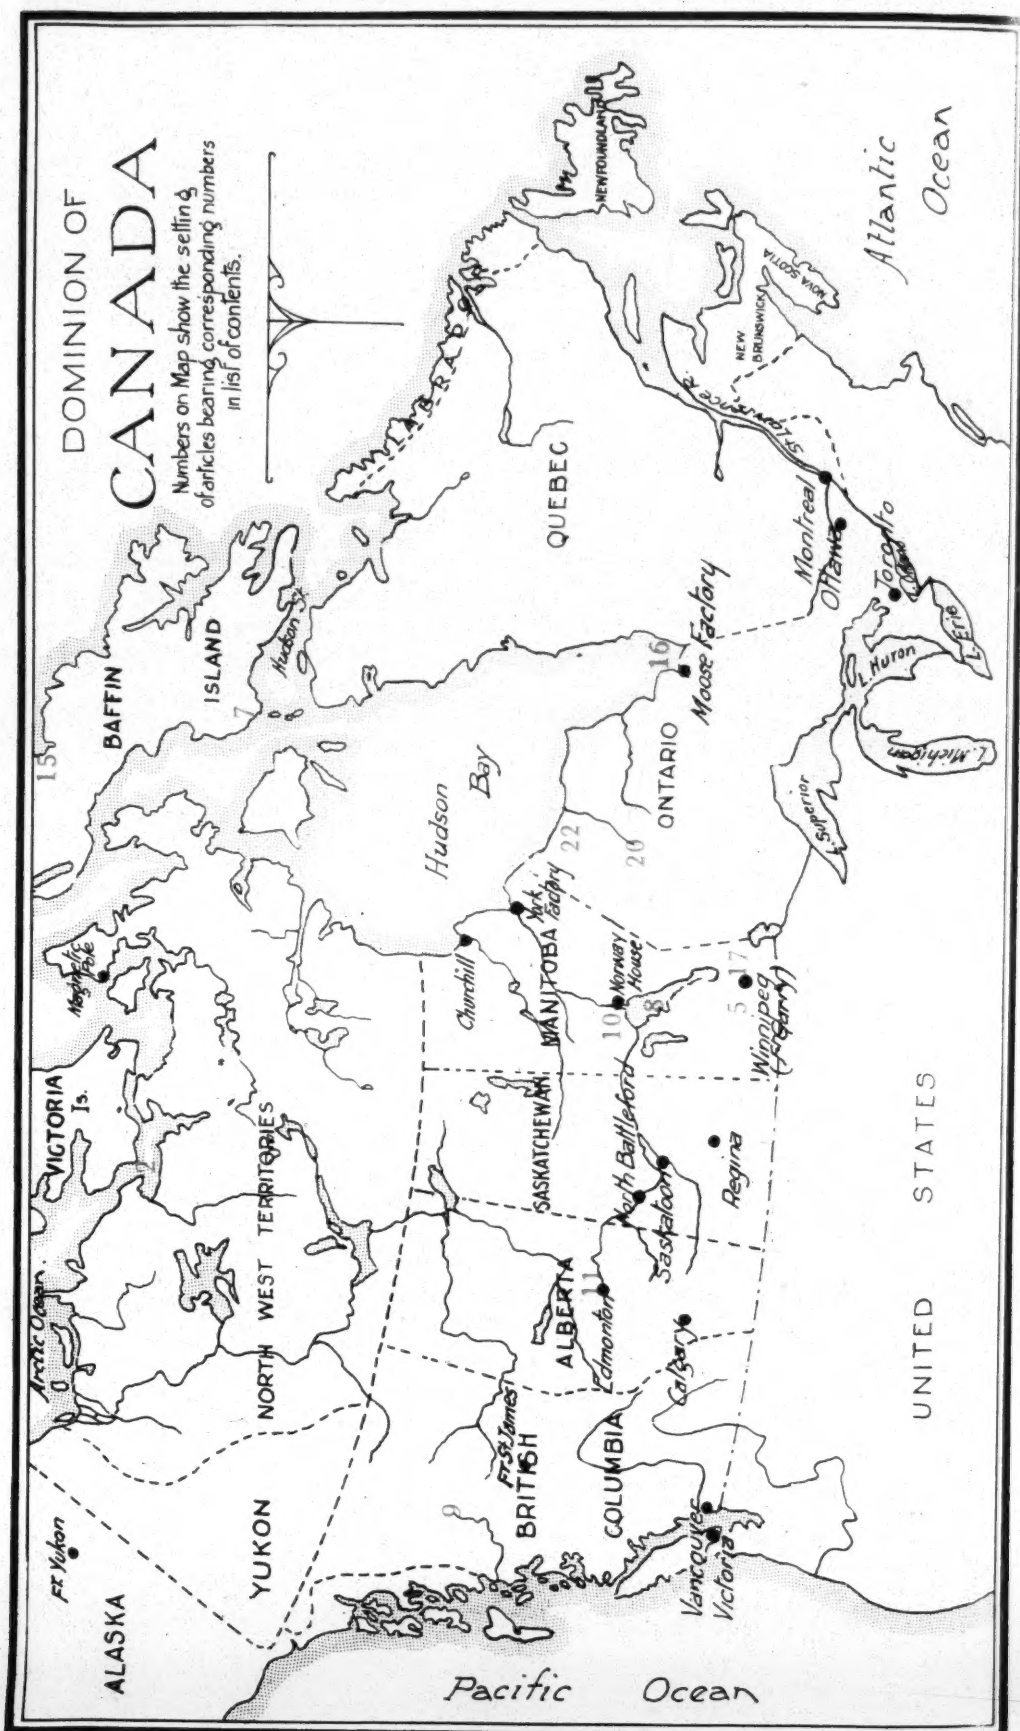 DOMINION OF
CANADA
Numbers on Map show the setting
of articles bearing corresponding numbers
in list of contents.
15
BAFFIN
ISLAND
7
Hudson St.
Magnetic
Pole
VICTORIA
Is.
2
Arctic Ocean.
Ft. Yukon
ALASKA
YUKON
NORTH WEST TERRITORIES
LABRADOR
NEWFOUNDLAND
Hudson
Bay
QUEBEC
Churchill
York
Factory
22
20
16
Moose Factory
ONTARIO
MANITOBA
Norway
House
10
8
SASKATCHEWAN
North Battleford
Saskatoon
Regina
5
17
Winnipeg
(Ft Garry)
ALBERTA
11
Edmonton
Calgary
9
Ft St. James
BRITISH
COLUMBIA
Vancouver
Victoria
Pacific Ocean
St Lawrence R.
NEW
BRUNSWICK
NOVA SCOTIA
Montreal
Ottawa
Toronto
L. Superior
L. Michigan
L. Huron
L. Erie
UNITED STATES
Atlantic
Ocean